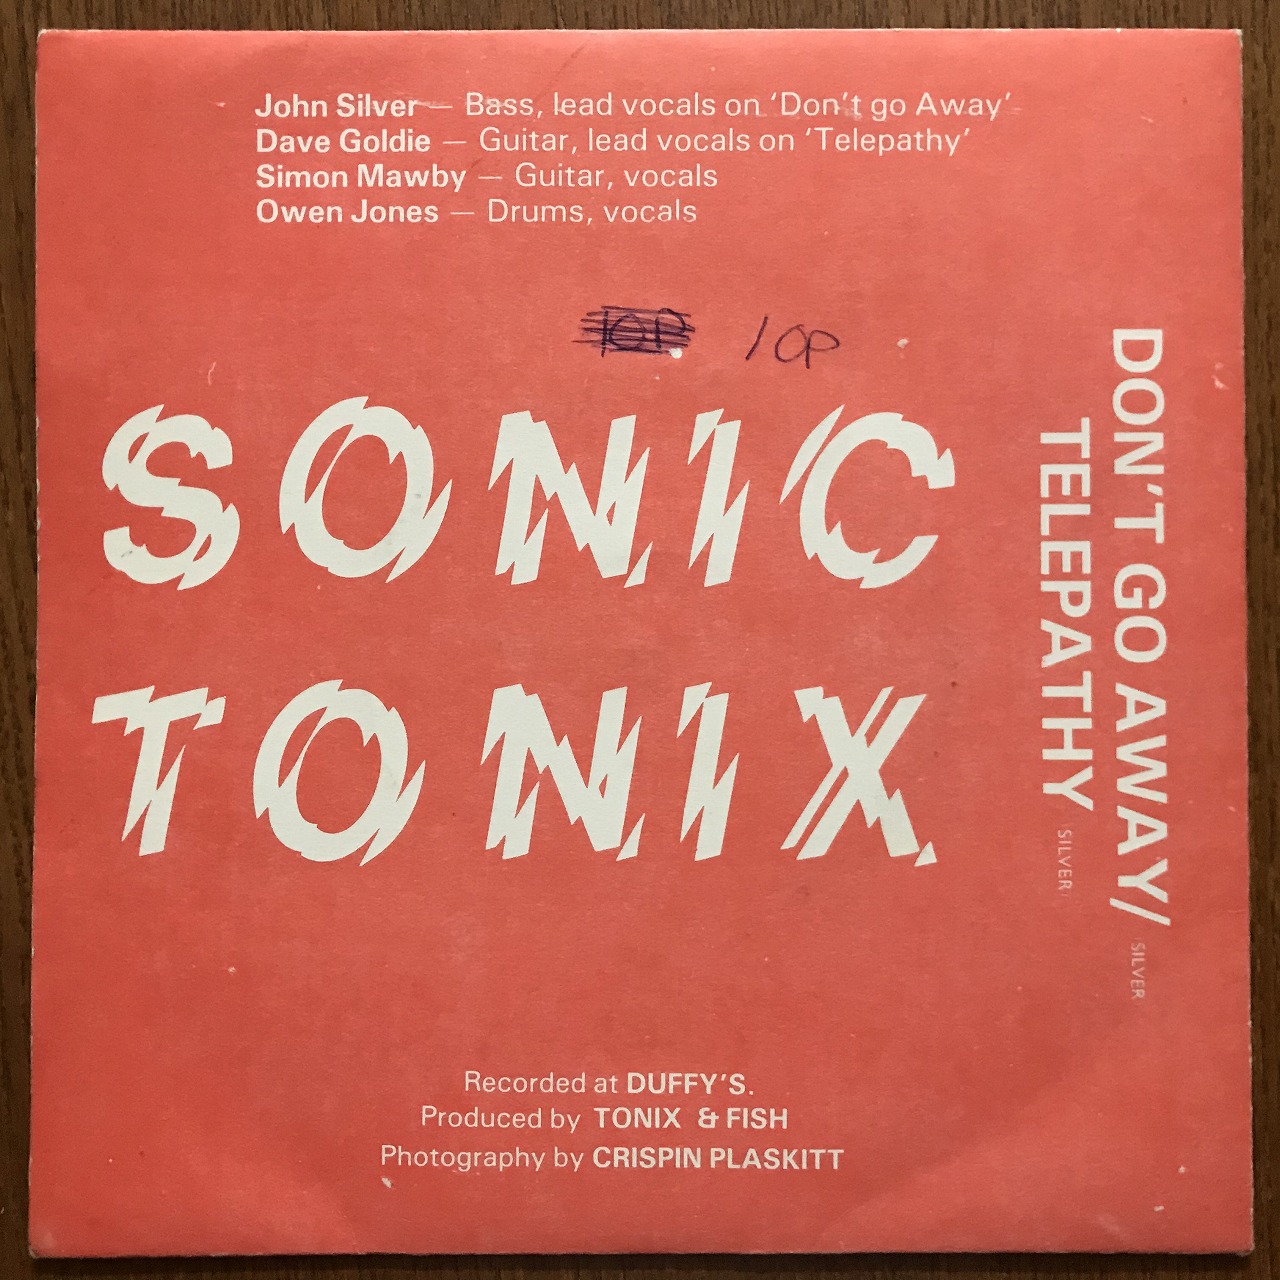 John Silver — Bass, lead vocals on ‘Don’t go Away’
Dave Goldie — Guitar, lead vocals on ‘Telepathy’
Simon Mawby — Guitar, vocals
Owen Jones — Drums, vocals
10P 10P
SONIC
TONIX
DON’T GO AWAY/ SILVER
TELEPATHY (SILVER)
Recorded at DUFFY’S.
Produced by TONIX & FISH
Photography by CRISPIN PLASKITT